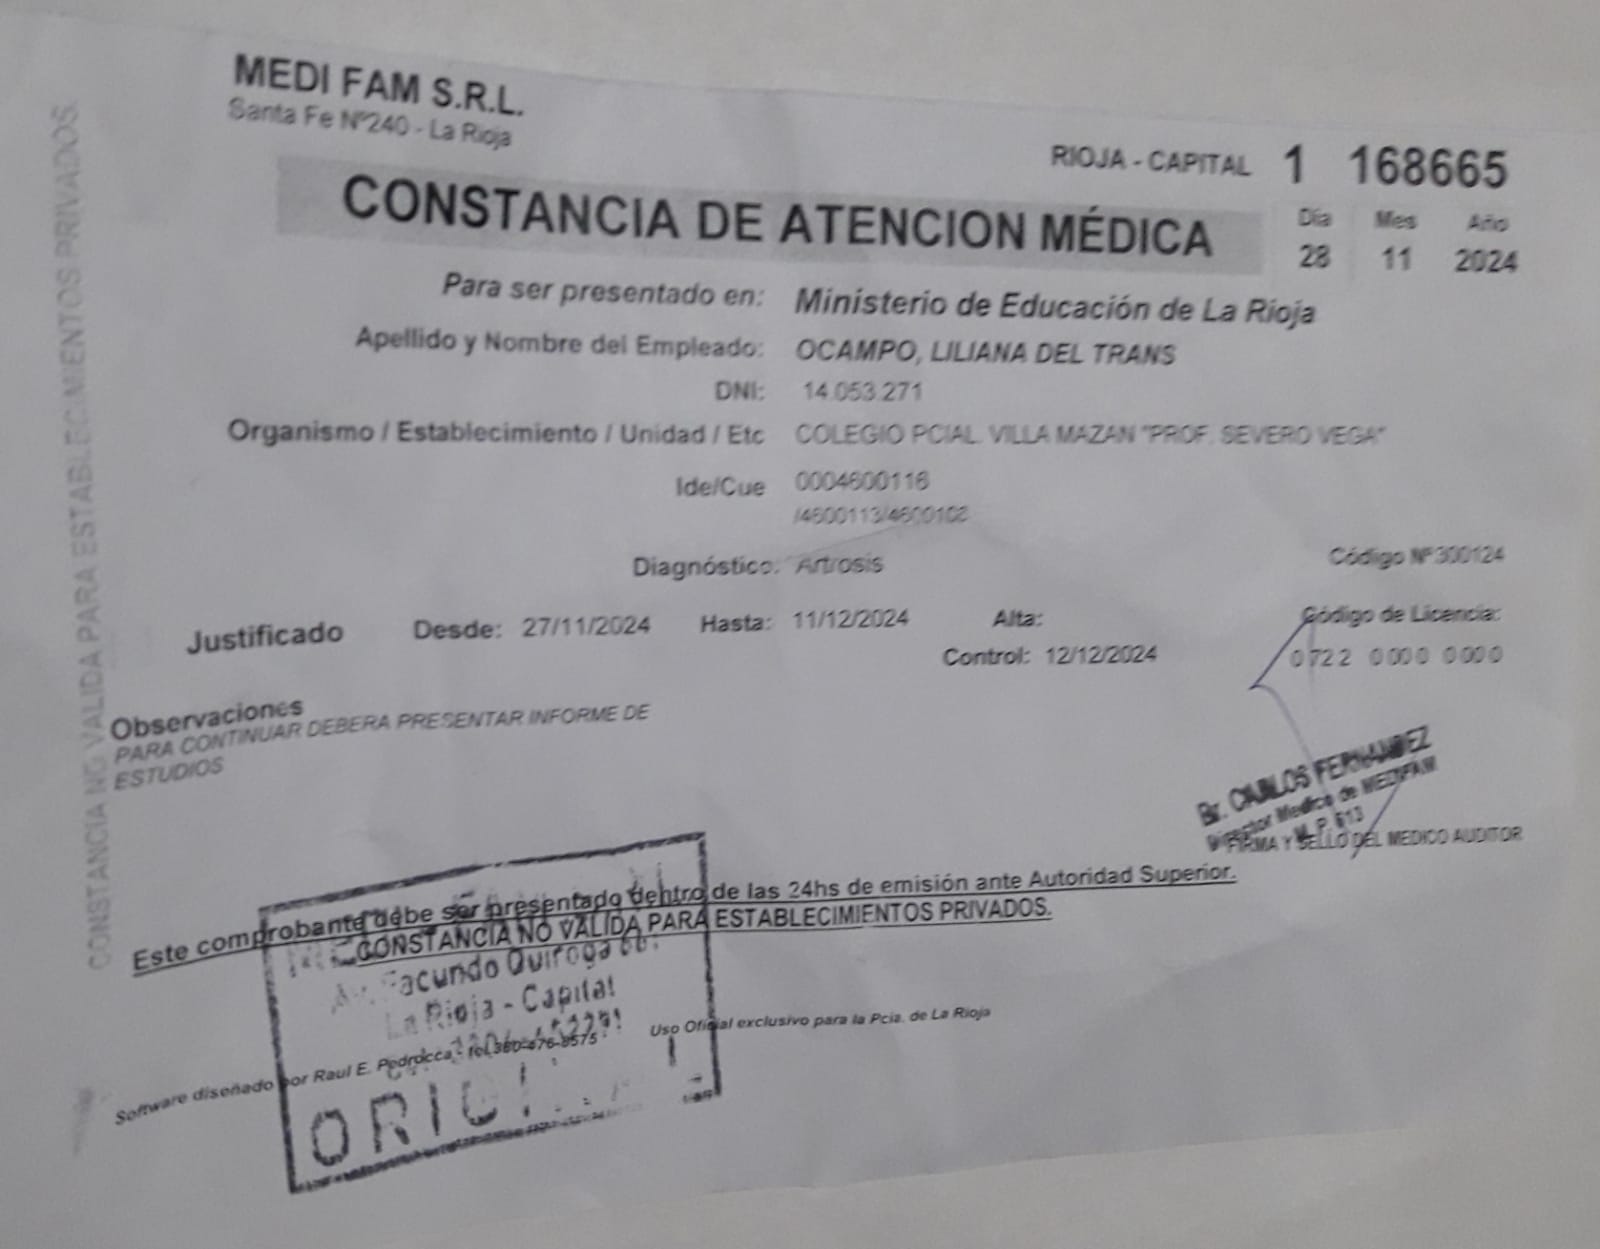 MEDI FAM S.R.L.
Santa Fe Nº240 - La Rioja
RIOJA - CAPITAL 1 168665
CONSTANCIA DE ATENCION MÉDICA
Día Mes Año
28 11 2024
Para ser presentado en: Ministerio de Educación de La Rioja
Apellido y Nombre del Empleado: OCAMPO, LILIANA DEL TRANS
DNI: 14.053.271
Organismo / Establecimiento / Unidad / Etc COLEGIO PCIAL. VILLA MAZAN "PROF. SEVERO VEGA"
Ide/Cue 0004600116
/4600113/4600102
Diagnóstico: Artrosis
Código Nº 300124
Justificado Desde: 27/11/2024 Hasta: 11/12/2024 Alta:
Control: 12/12/2024
Código de Licencia:
0722 0000 0000
Observaciones
PARA CONTINUAR DEBERA PRESENTAR INFORME DE
ESTUDIOS
Dr. CARLOS FERNANDEZ
Director Medico de MEDIFAM
M. P. 613
FIRMA Y SELLO DEL MEDICO AUDITOR
Este comprobante debe ser presentado dentro de las 24hs de emisión ante Autoridad Superior.
CONSTANCIA NO VALIDA PARA ESTABLECIMIENTOS PRIVADOS.
Av. Facundo Quiroga
La Rioja - Capital
Software diseñado por Raul E. Pedrocca - Uso Oficial exclusivo para la Pcia. de La Rioja
CONSTANCIA NO VALIDA PARA ESTABLECIMIENTOS PRIVADOS.